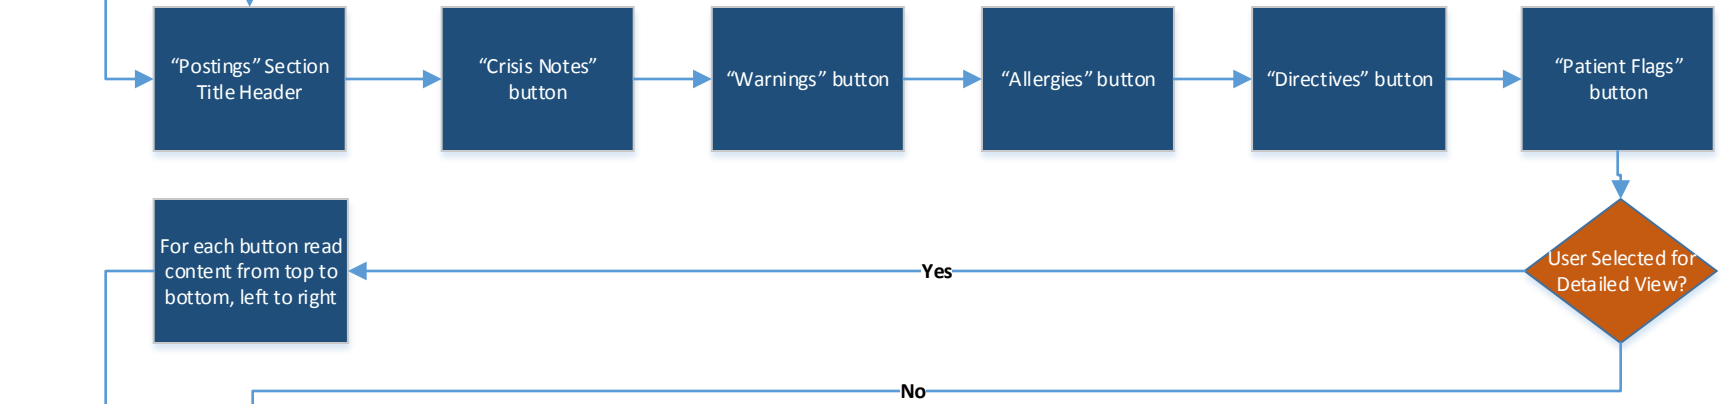 “Postings” Section
Title Header
“Crisis Notes”
button
“Warnings” button
“Allergies” button
“Directives” button
“Patient Flags”
button
User Selected for
Detailed View?
Yes
For each button read
content from top to
bottom, left to right
No